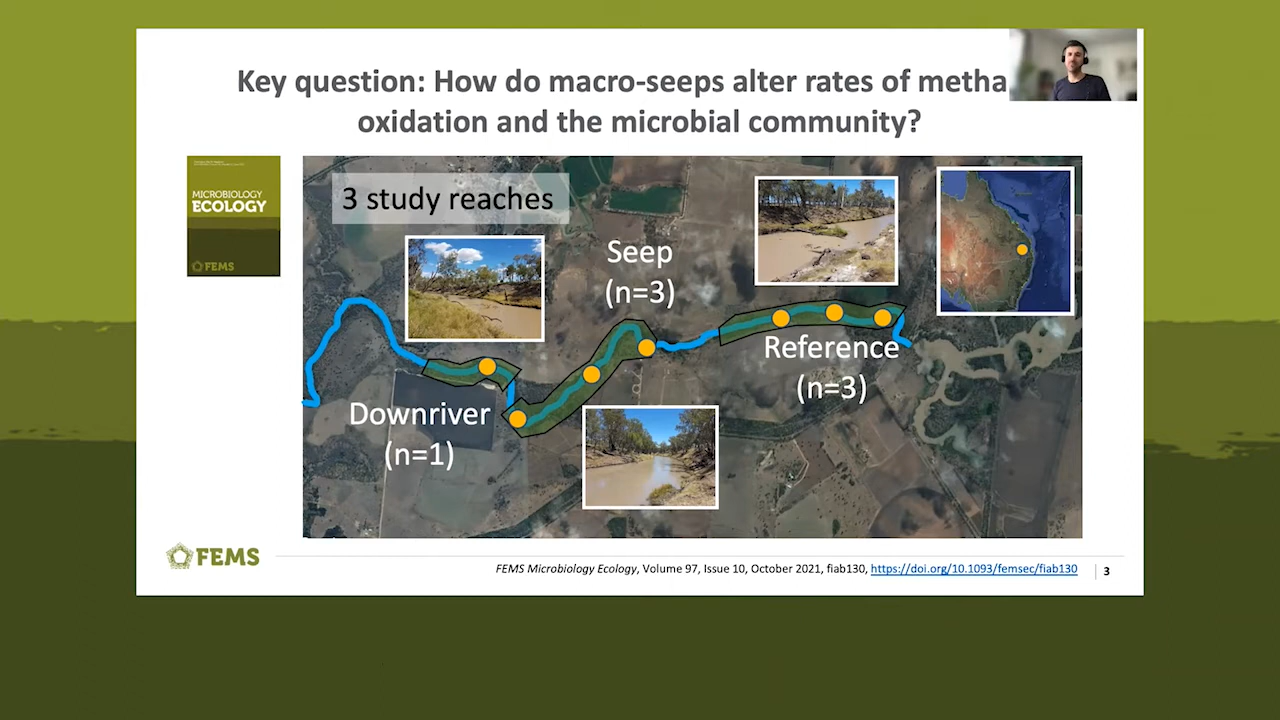 Key question: How do macro-seeps alter rates of metha
oxidation and the microbial community?
MICROBIOLOGY
ECOLOGY
FEMS
3 study reaches
Seep
(n=3)
Reference
(n=3)
Downriver
(n=1)
FEMS
FEMS Microbiology Ecology, Volume 97, Issue 10, October 2021, fiab130, https://doi.org/10.1093/femsec/fiab130
3